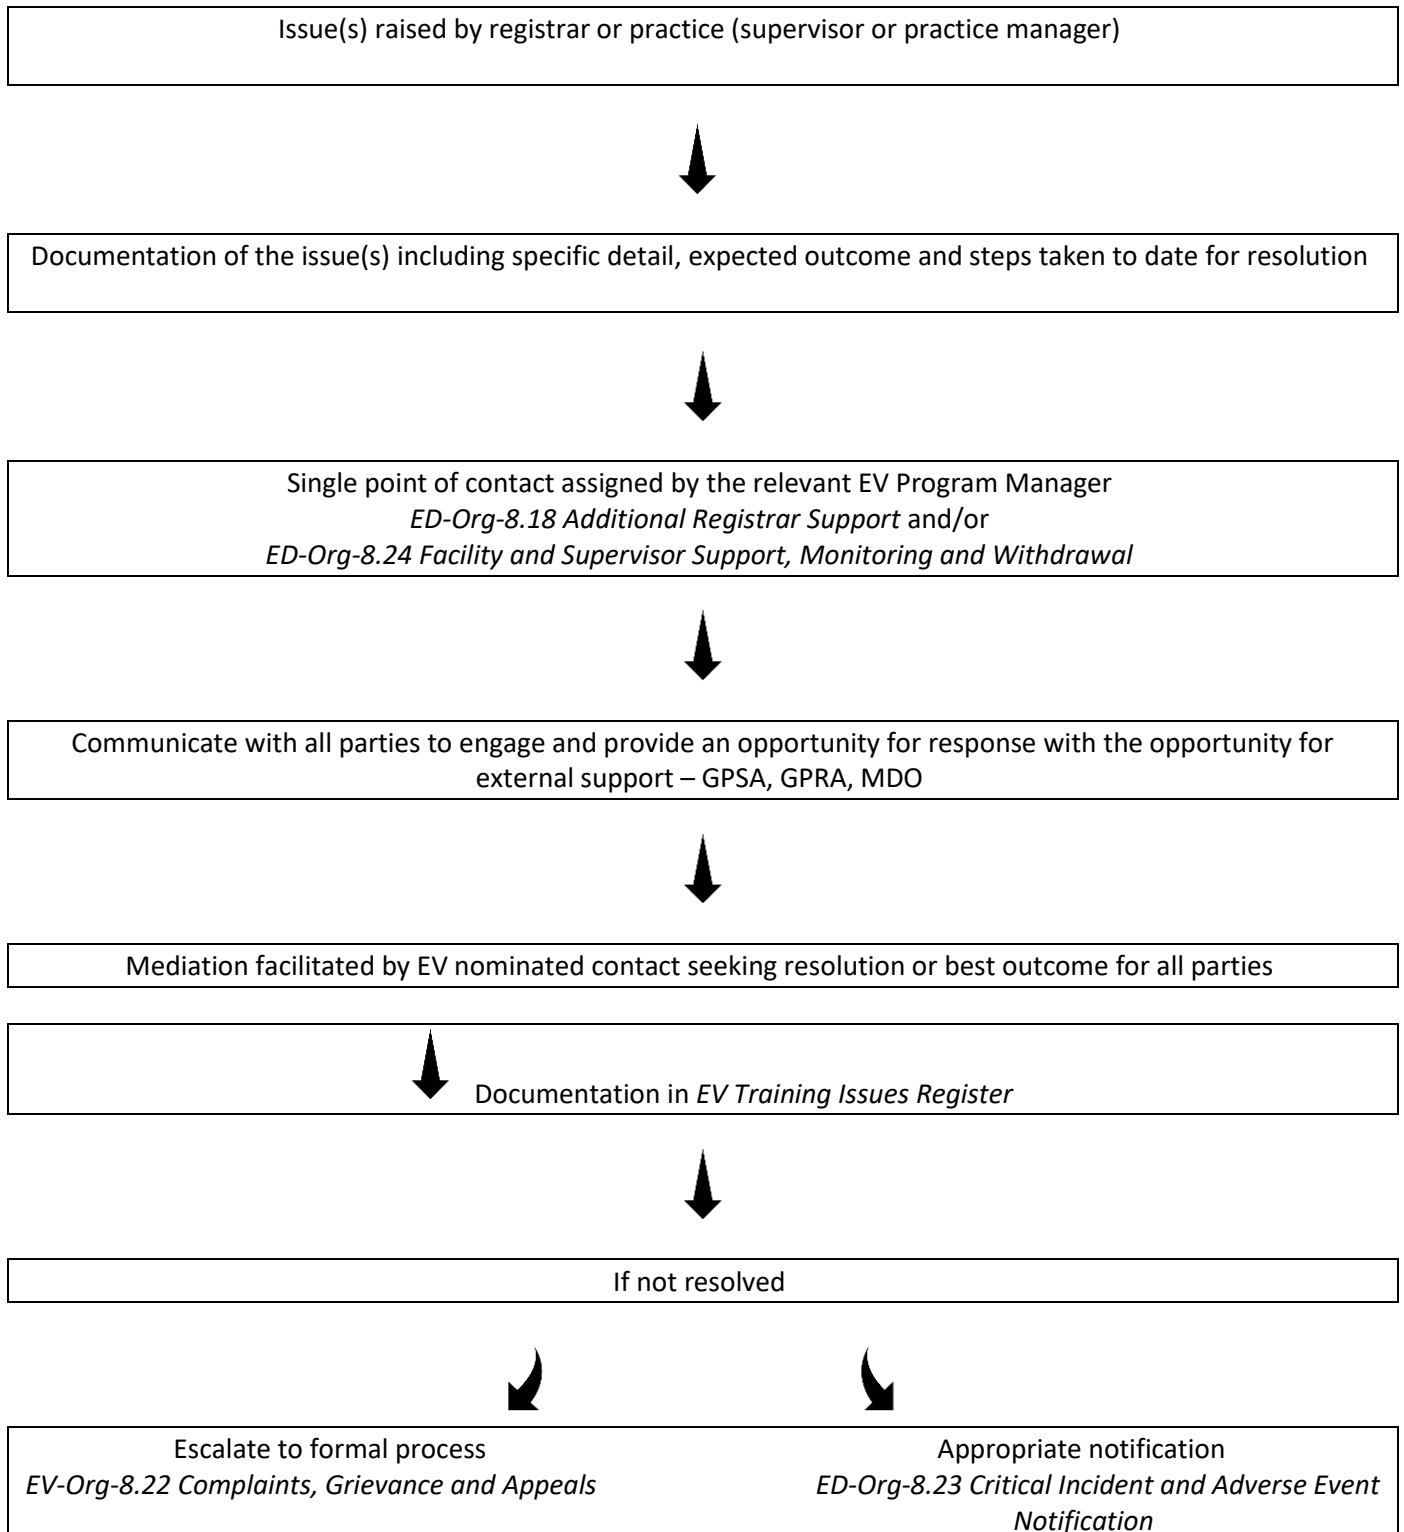 Issue(s) raised by registrar or practice (supervisor or practice manager)
Documentation of the issue(s) including specific detail, expected outcome and steps taken to date for resolution
Single point of contact assigned by the relevant EV Program Manager
ED-Org-8.18 Additional Registrar Support and/or
ED-Org-8.24 Facility and Supervisor Support, Monitoring and Withdrawal
Communicate with all parties to engage and provide an opportunity for response with the opportunity for
external support – GPSA, GPRA, MDO
Mediation facilitated by EV nominated contact seeking resolution or best outcome for all parties
Documentation in EV Training Issues Register
If not resolved
Escalate to formal process
EV-Org-8.22 Complaints, Grievance and Appeals
Appropriate notification
ED-Org-8.23 Critical Incident and Adverse Event
Notification